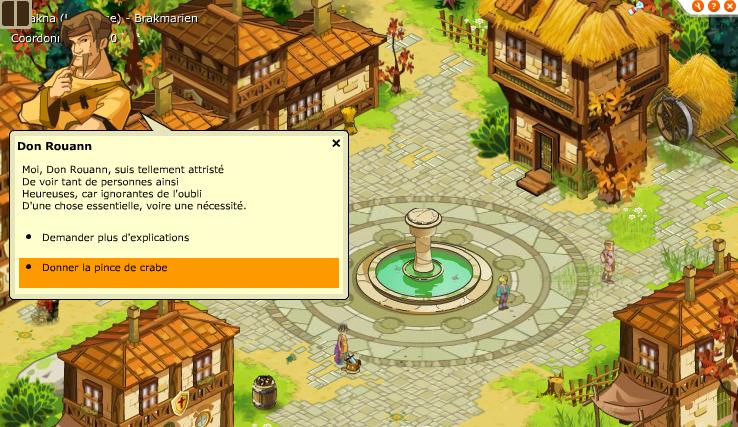 - Brakmarien
Don Rouann
Moi, Don Rouann, suis tellement attristé
De voir tant de personnes ainsi
Heureuses, car ignorantes de l'oubli
D'une chose essentielle, voire une nécessité.
Demander plus d'explications
Donner la pince de crabe